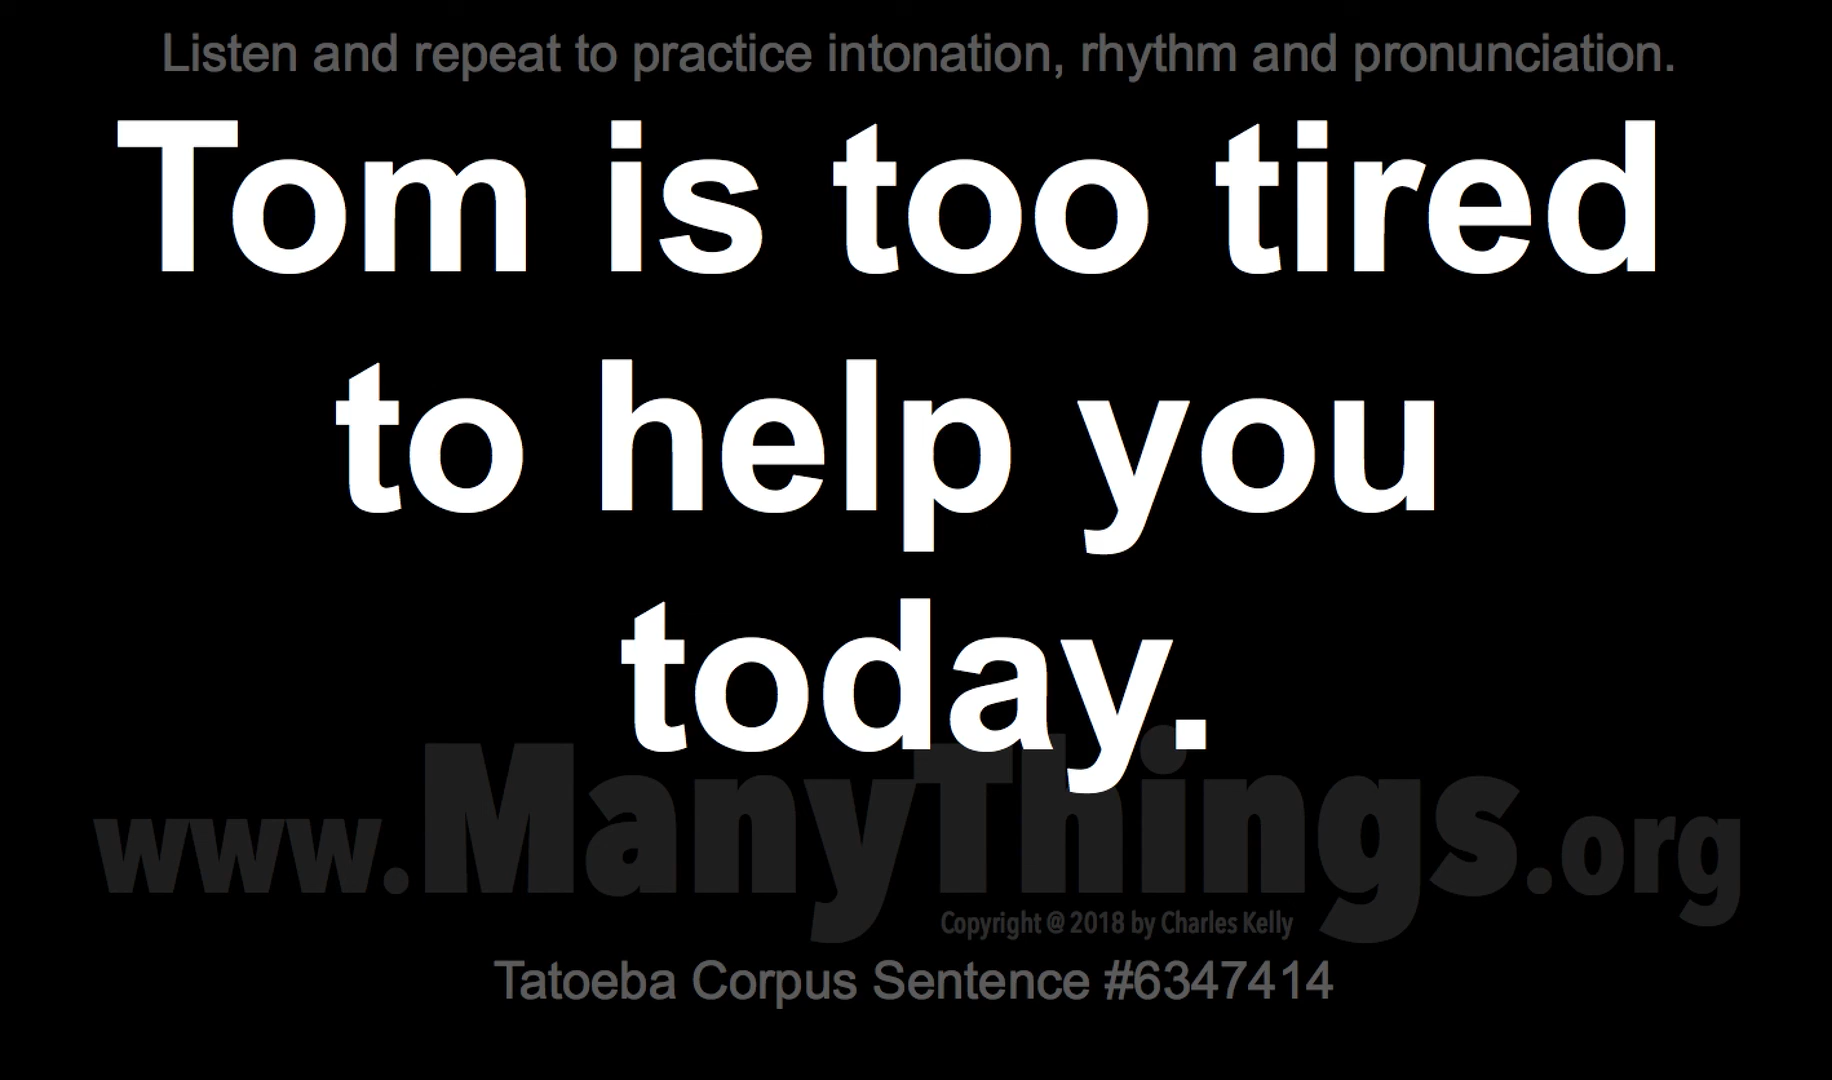 Listen and repeat to practice intonation, rhythm and pronunciation.
Tom is too tired
to help you
today.
www.ManyThings.org
Copyright @ 2018 by Charles Kelly
Tatoeba Corpus Sentence #6347414